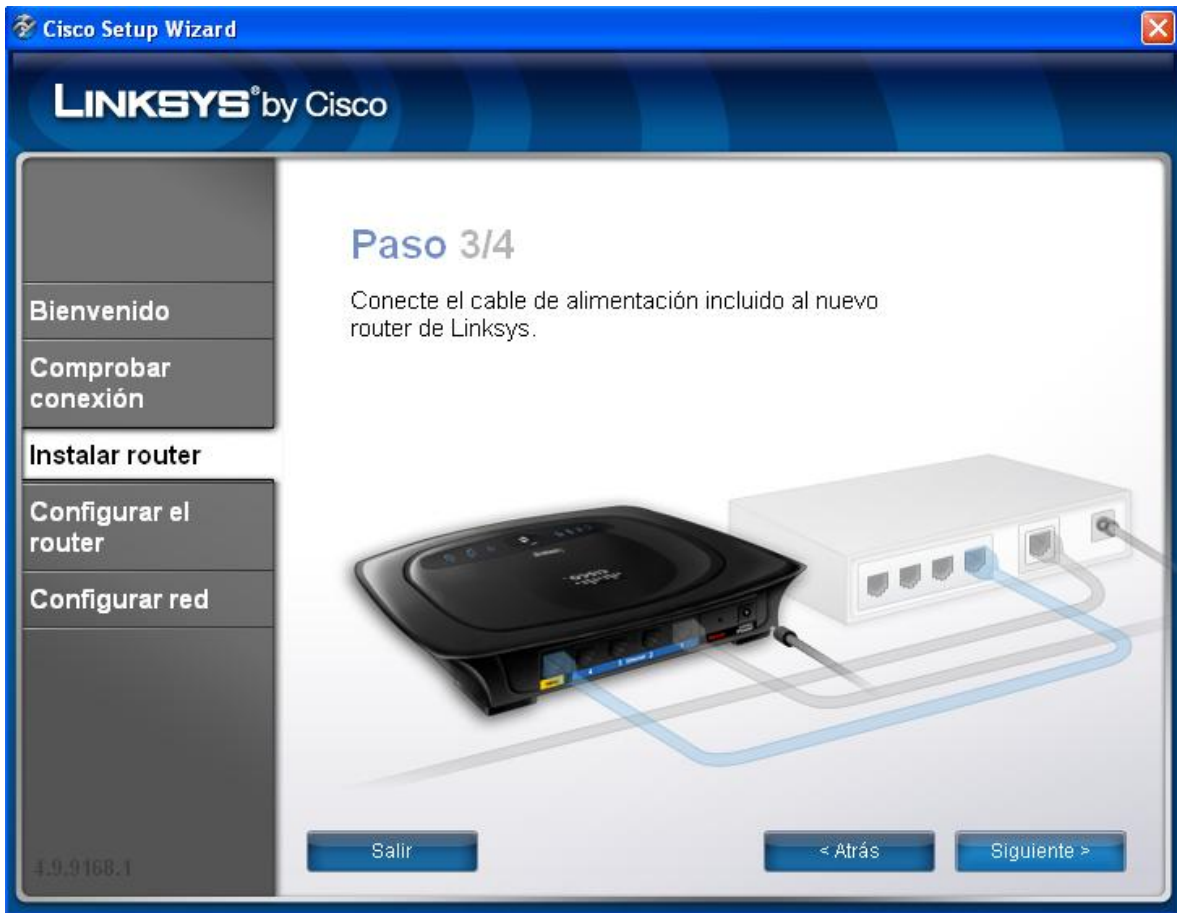 Cisco Setup Wizard
LINKSYS® by Cisco
Bienvenido
Comprobar
conexión
Instalar router
Configurar el
router
Configurar red
4.9.9168.1
Paso 3/4
Conecte el cable de alimentación incluido al nuevo
router de Linksys.
Salir
< Atrás
Siguiente >